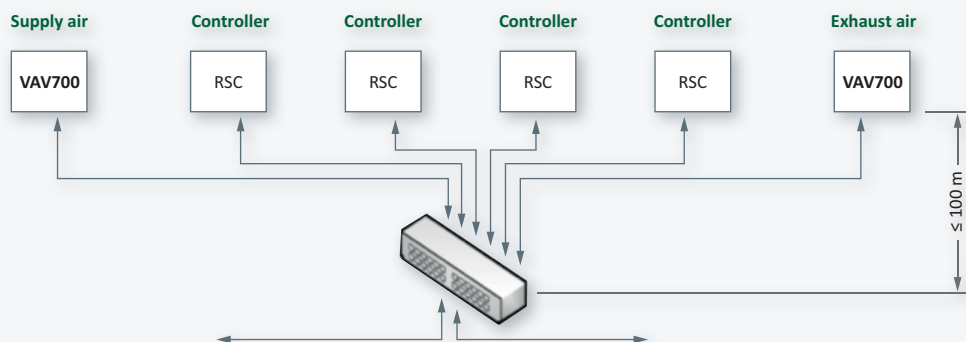 Supply air Controller Controller Controller Controller Exhaust air
VAV700 RSC RSC RSC RSC VAV700
≤ 100 m